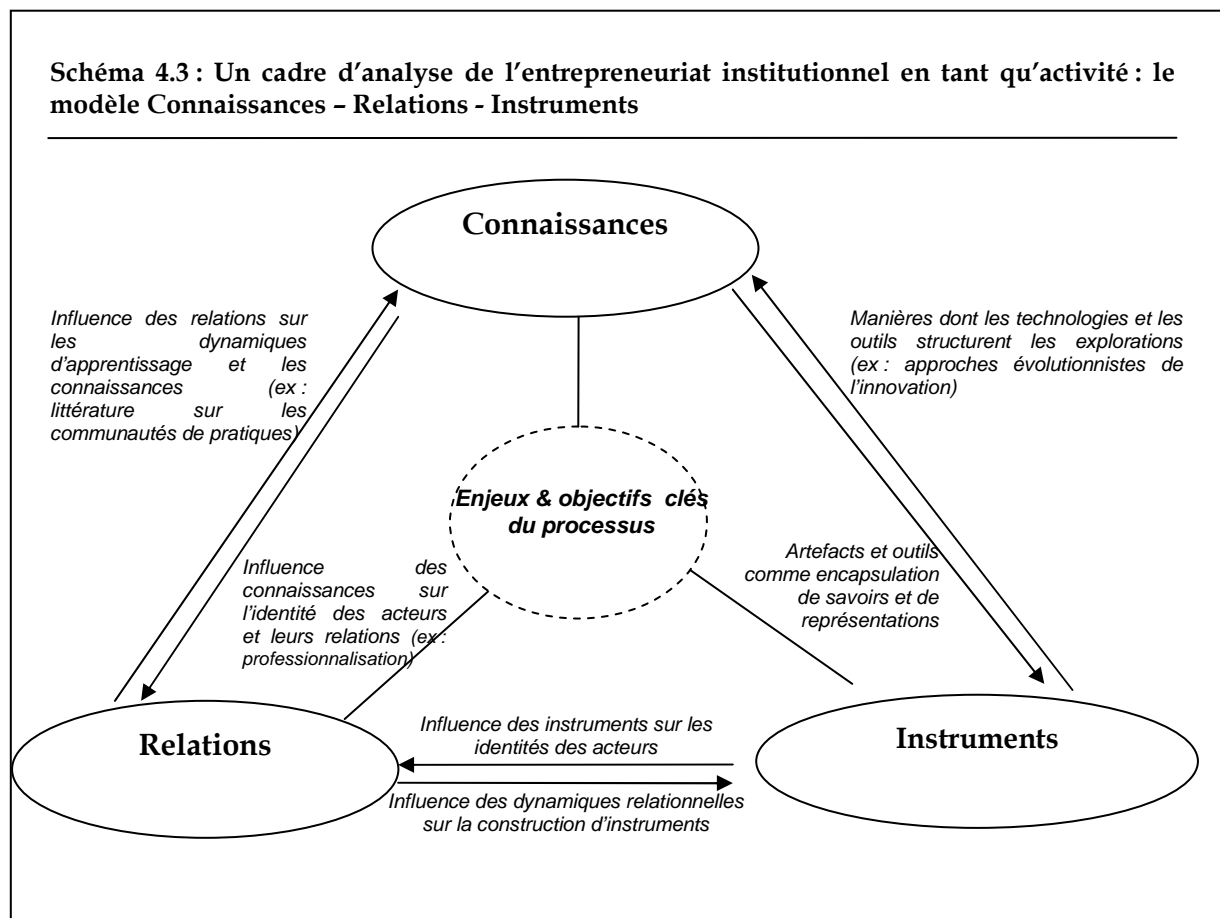 Schéma 4.3 : Un cadre d'analyse de l'entrepreneuriat institutionnel en tant qu'activité : le
modèle Connaissances – Relations - Instruments
Connaissances
Influence des relations sur
les dynamiques
d'apprentissage et les
connaissances (ex :
littérature sur les
communautés de pratiques)
Manières dont les technologies et les
outils structurent les explorations
(ex : approches évolutionnistes de
l'innovation)
Enjeux & objectifs clés
du processus
Influence des
connaissances sur
l'identité des acteurs
et leurs relations (ex :
professionnalisation)
Artefacts et outils
comme encapsulation
de savoirs et de
représentations
Relations
Influence des instruments sur les
identités des acteurs
Instruments
Influence des dynamiques relationnelles
sur la construction d'instruments